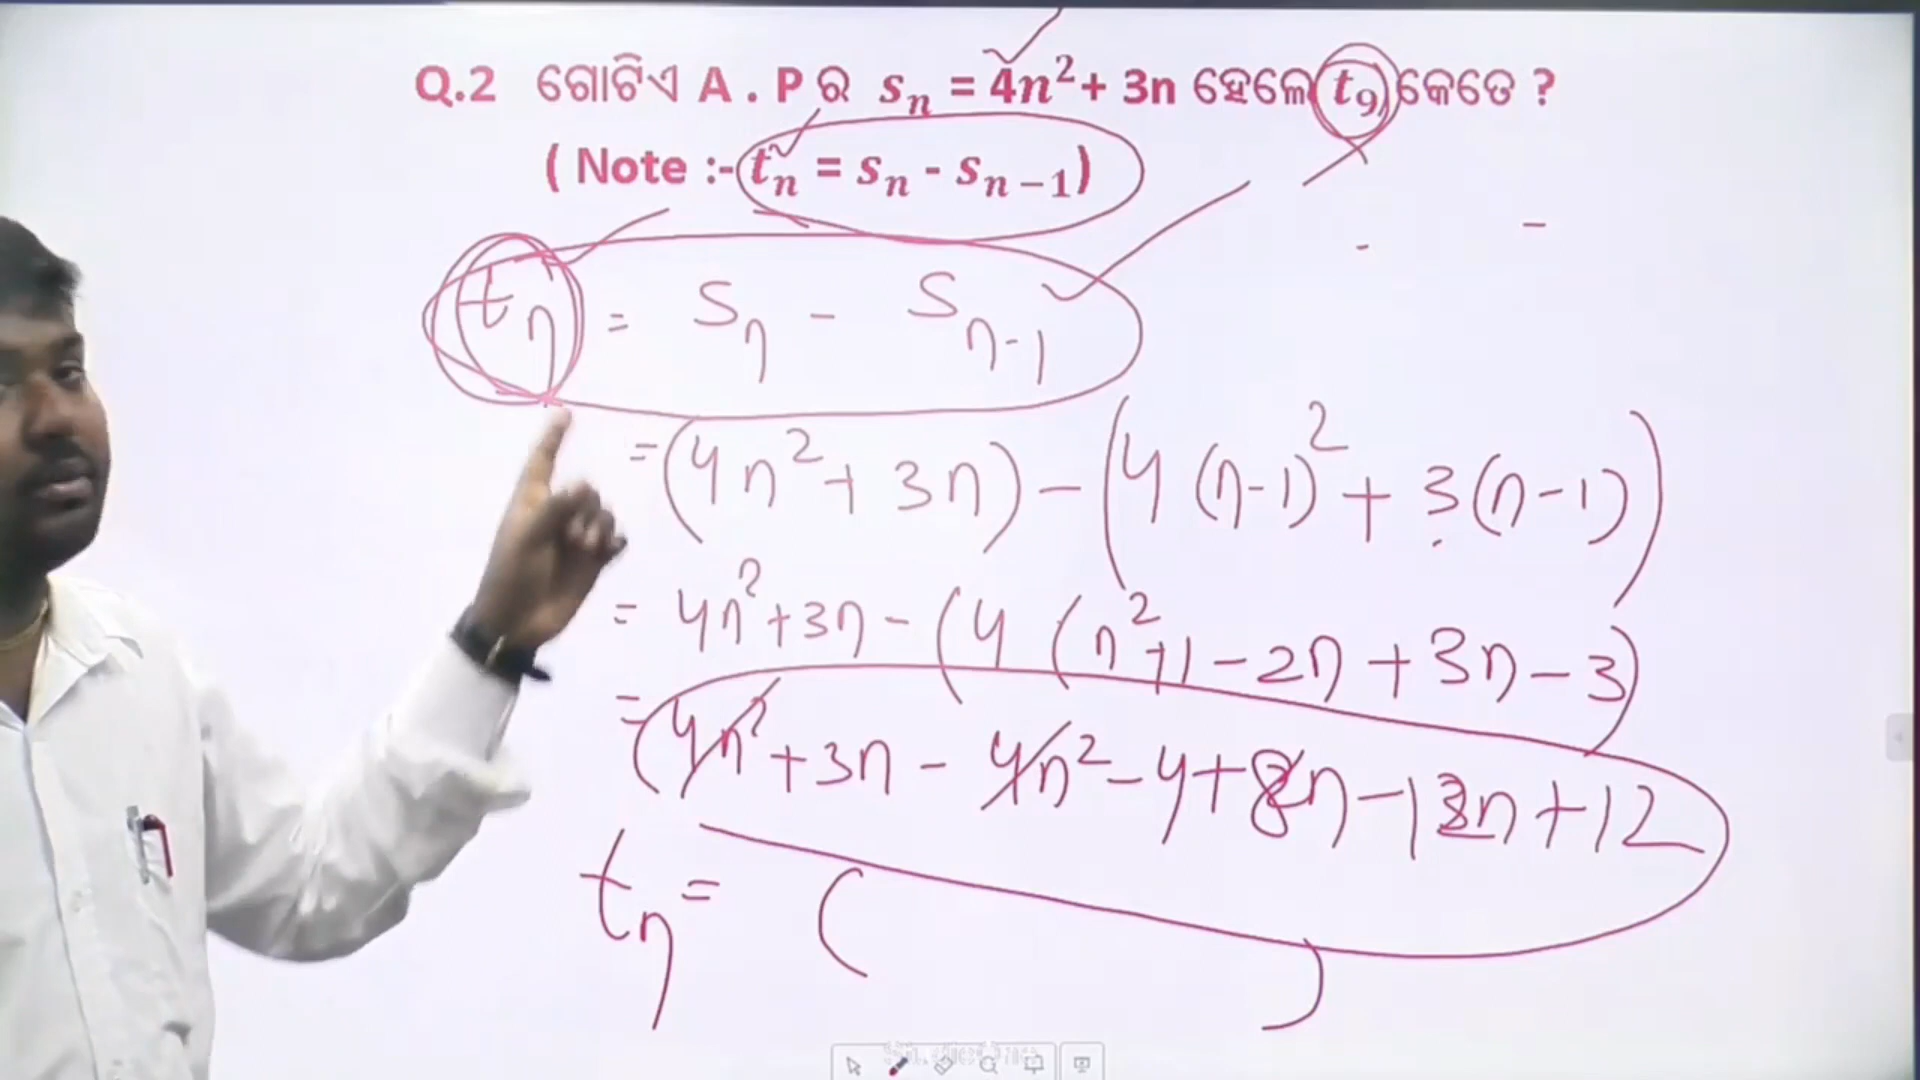 Q.2 ଗୋଟିଏ A . P ର sₙ = 4n² + 3n ହେଲେ t₉ କେତେ ?
( Note :- tₙ = sₙ - sₙ₋₁)
tₙ = Sₙ - Sₙ₋₁
= (4n² + 3n) - (4 (n-1)² + 3(n-1))
= 4n² + 3n - (4 (n² + 1 - 2n + 3n - 3)
= (4n² + 3n - 4n² - 4 + 8n - 12n + 12
tₙ = ( )